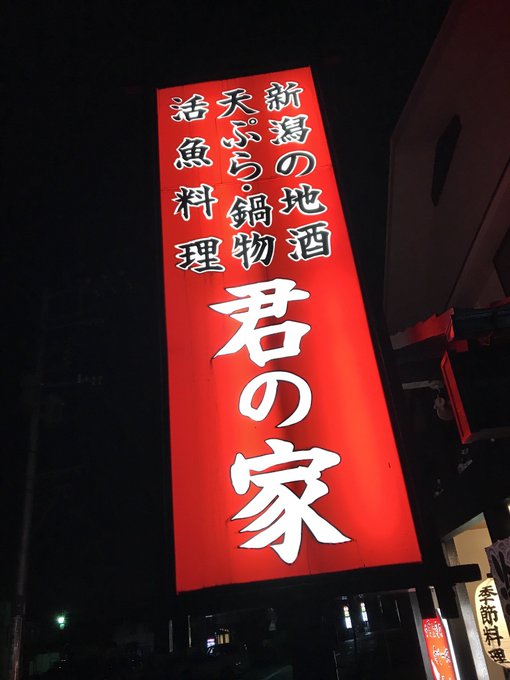 新潟の地酒
天ぷら・鍋物
活魚料理
君の家
季節料理